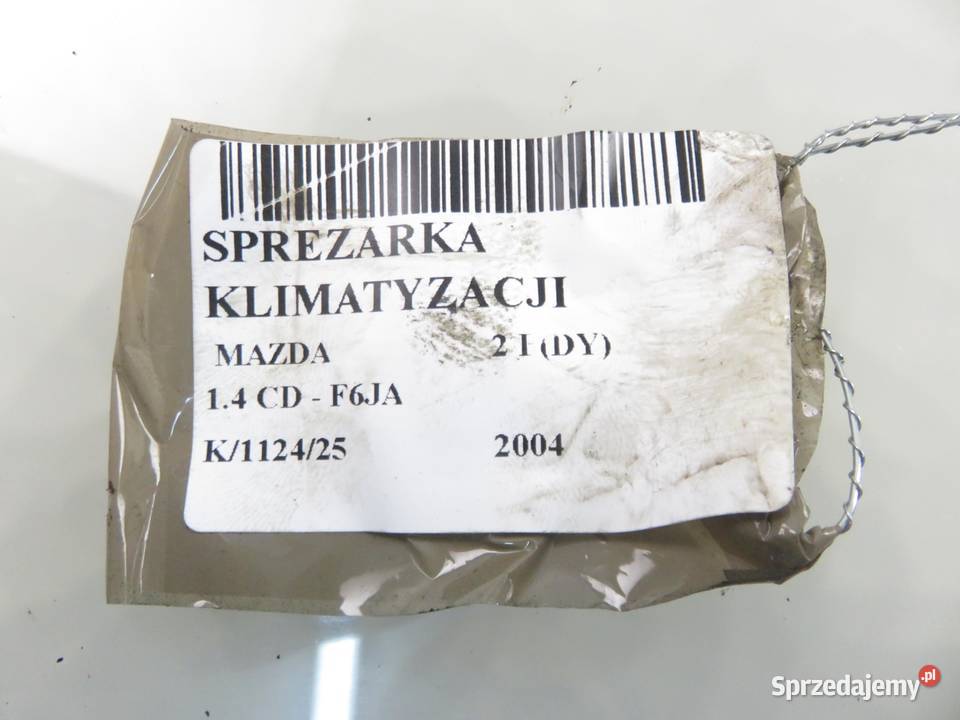 SPREZARKA
KLIMATYZACJI
MAZDA 2 I (DY)
1.4 CD - F6JA
K/1124/25 2004
Sprzedajemy.pl